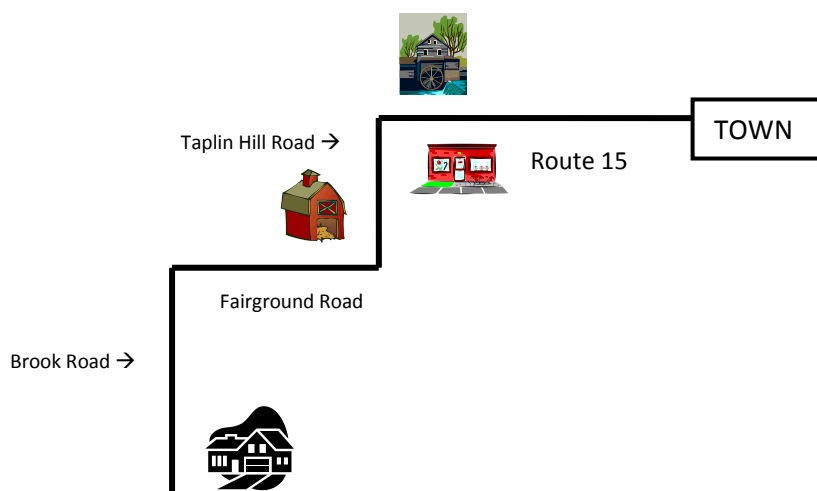 TOWN
Taplin Hill Road →
Route 15
Fairground Road
Brook Road →